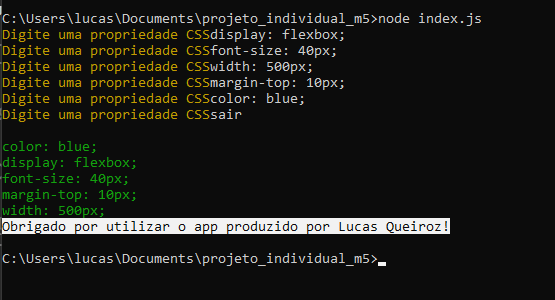 C:\Users\lucas\Documents\projeto_individual_m5>node index.js
Digite uma propriedade CSSdisplay: flexbox;
Digite uma propriedade CSSfont-size: 40px;
Digite uma propriedade CSSwidth: 500px;
Digite uma propriedade CSSmargin-top: 10px;
Digite uma propriedade CSScolor: blue;
Digite uma propriedade CSSsair
color: blue;
display: flexbox;
font-size: 40px;
margin-top: 10px;
width: 500px;
Obrigado por utilizar o app produzido por Lucas Queiroz!
C:\Users\lucas\Documents\projeto_individual_m5>